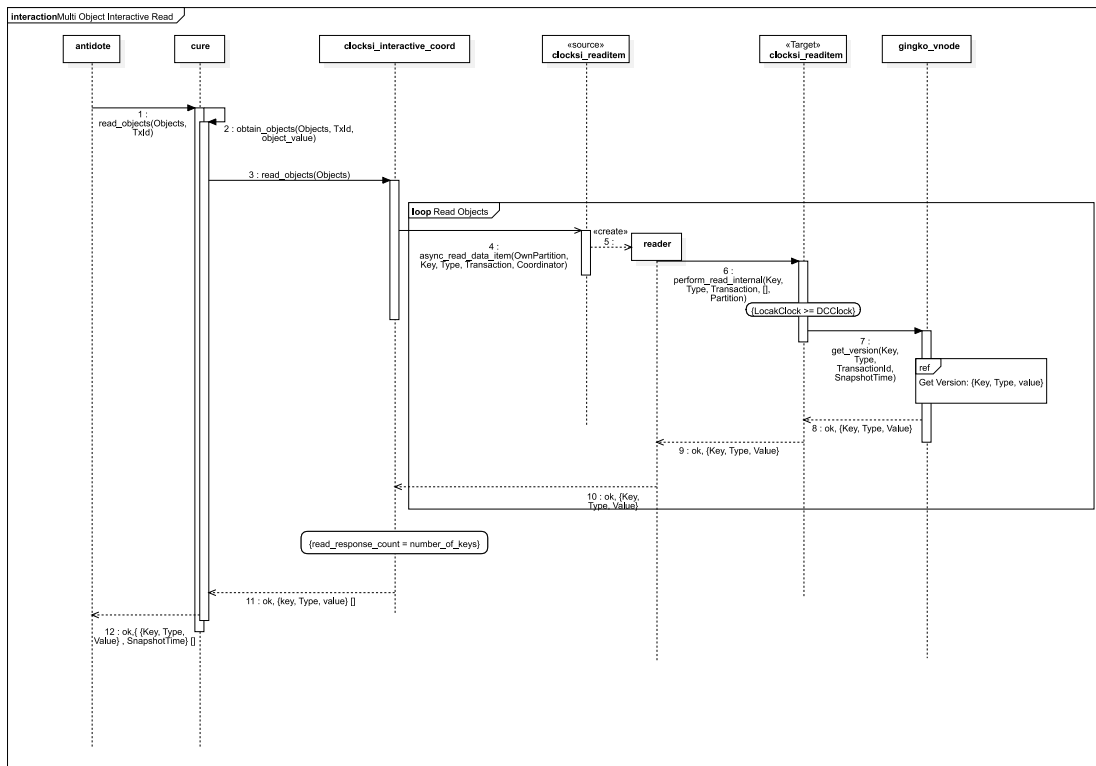 interaction Multi Object Interactive Read
antidote
cure
clocksi_interactive_coord
«source»
clocksi_readitem
«Target»
clocksi_readitem
gingko_vnode
1 :
read_objects(Objects,
TxId)
2 : obtain_objects(Objects, TxId,
object_value)
3 : read_objects(Objects)
loop Read Objects
4 :
async_read_data_item(OwnPartition,
Key, Type, Transaction, Coordinator)
«create»
5 :
reader
6 :
perform_read_internal(Key,
Type, Transaction, [],
Partition)
{LocakClock >= DCClock}
7 :
get_version(Key,
Type,
TransactionId,
SnapshotTime)
ref
Get Version: {Key, Type, value}
8 : ok, {Key, Type, Value}
9 : ok, {Key, Type, Value}
10 : ok, {Key,
Type, Value}
{read_response_count = number_of_keys}
11 : ok, {key, Type, value} []
12 : ok,{ {Key, Type,
Value} , SnapshotTime} []